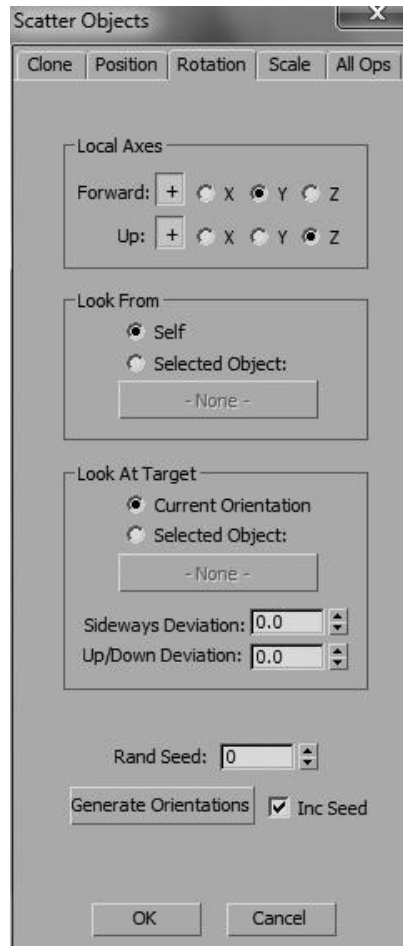 Scatter Objects
X
Clone Position Rotation Scale All Ops
Local Axes
Forward: + X Y Z
Up: + X Y Z
Look From
Self
Selected Object:
- None -
Look At Target
Current Orientation
Selected Object:
- None -
Sideways Deviation: 0.0
Up/Down Deviation: 0.0
Rand Seed: 0
Generate Orientations Inc Seed
OK Cancel